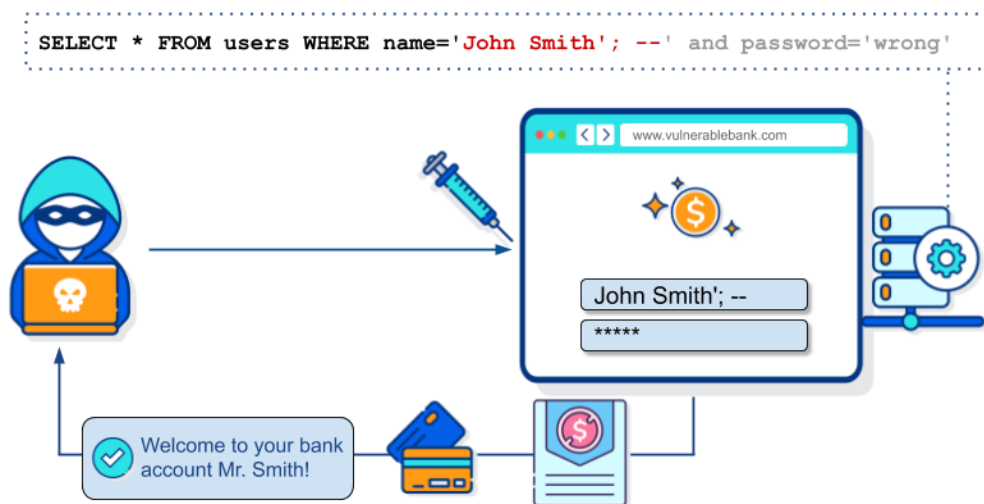 SELECT * FROM users WHERE name='John Smith'; --' and password='wrong'
www.vulnerablebank.com
$
John Smith'; --
*****
$
Welcome to your bank
account Mr. Smith!